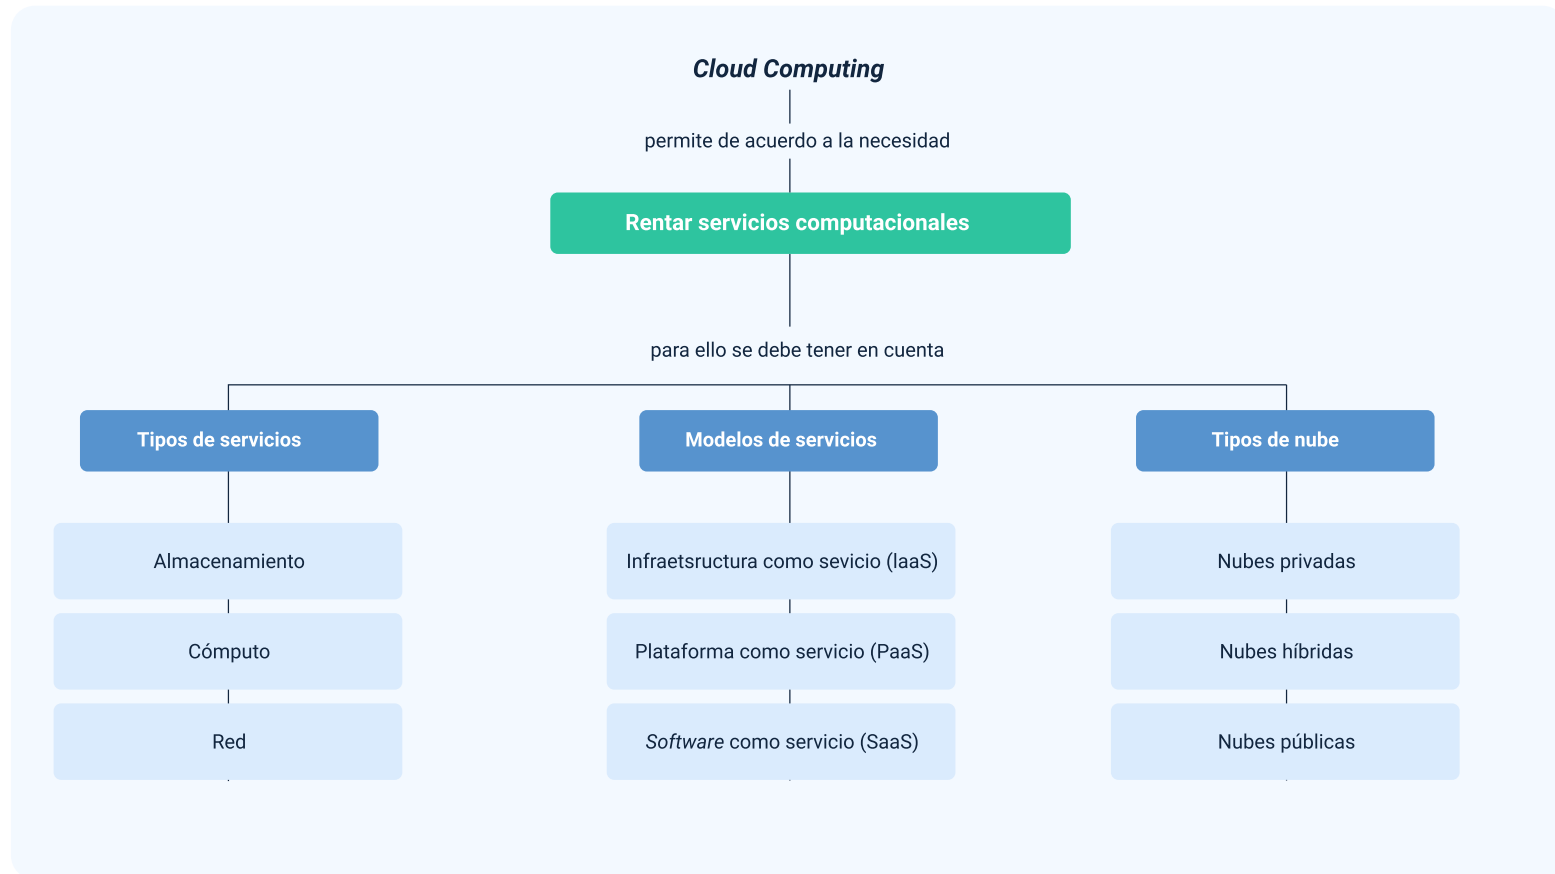 Cloud Computing
permite de acuerdo a la necesidad
Rentar servicios computacionales
para ello se debe tener en cuenta
Tipos de servicios
Modelos de servicios
Tipos de nube
Almacenamiento
Infraetsructura como sevicio (IaaS)
Nubes privadas
Cómputo
Plataforma como servicio (PaaS)
Nubes híbridas
Red
Software como servicio (SaaS)
Nubes públicas